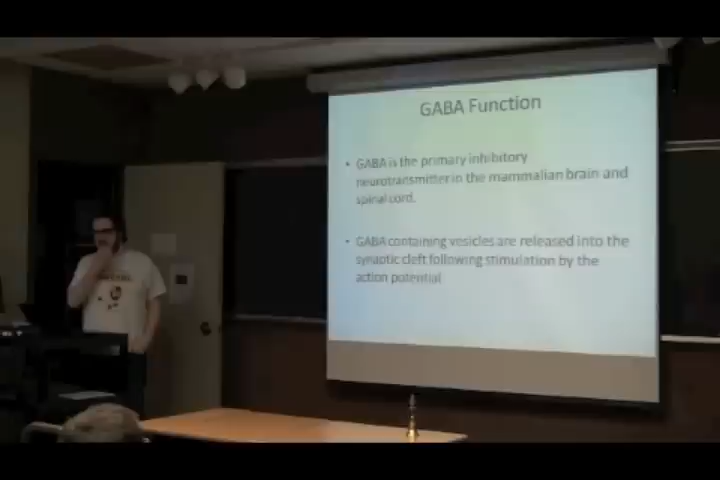 GABA Function
• GABA is the primary inhibitory
neurotransmitter in the mammalian brain and
spinal cord.
• GABA containing vesicles are released into the
synaptic cleft following stimulation by the
action potential